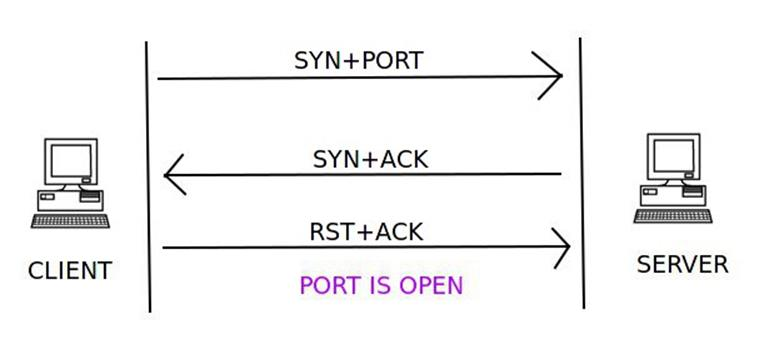 SYN+PORT
SYN+ACK
RST+ACK
CLIENT
SERVER
PORT IS OPEN